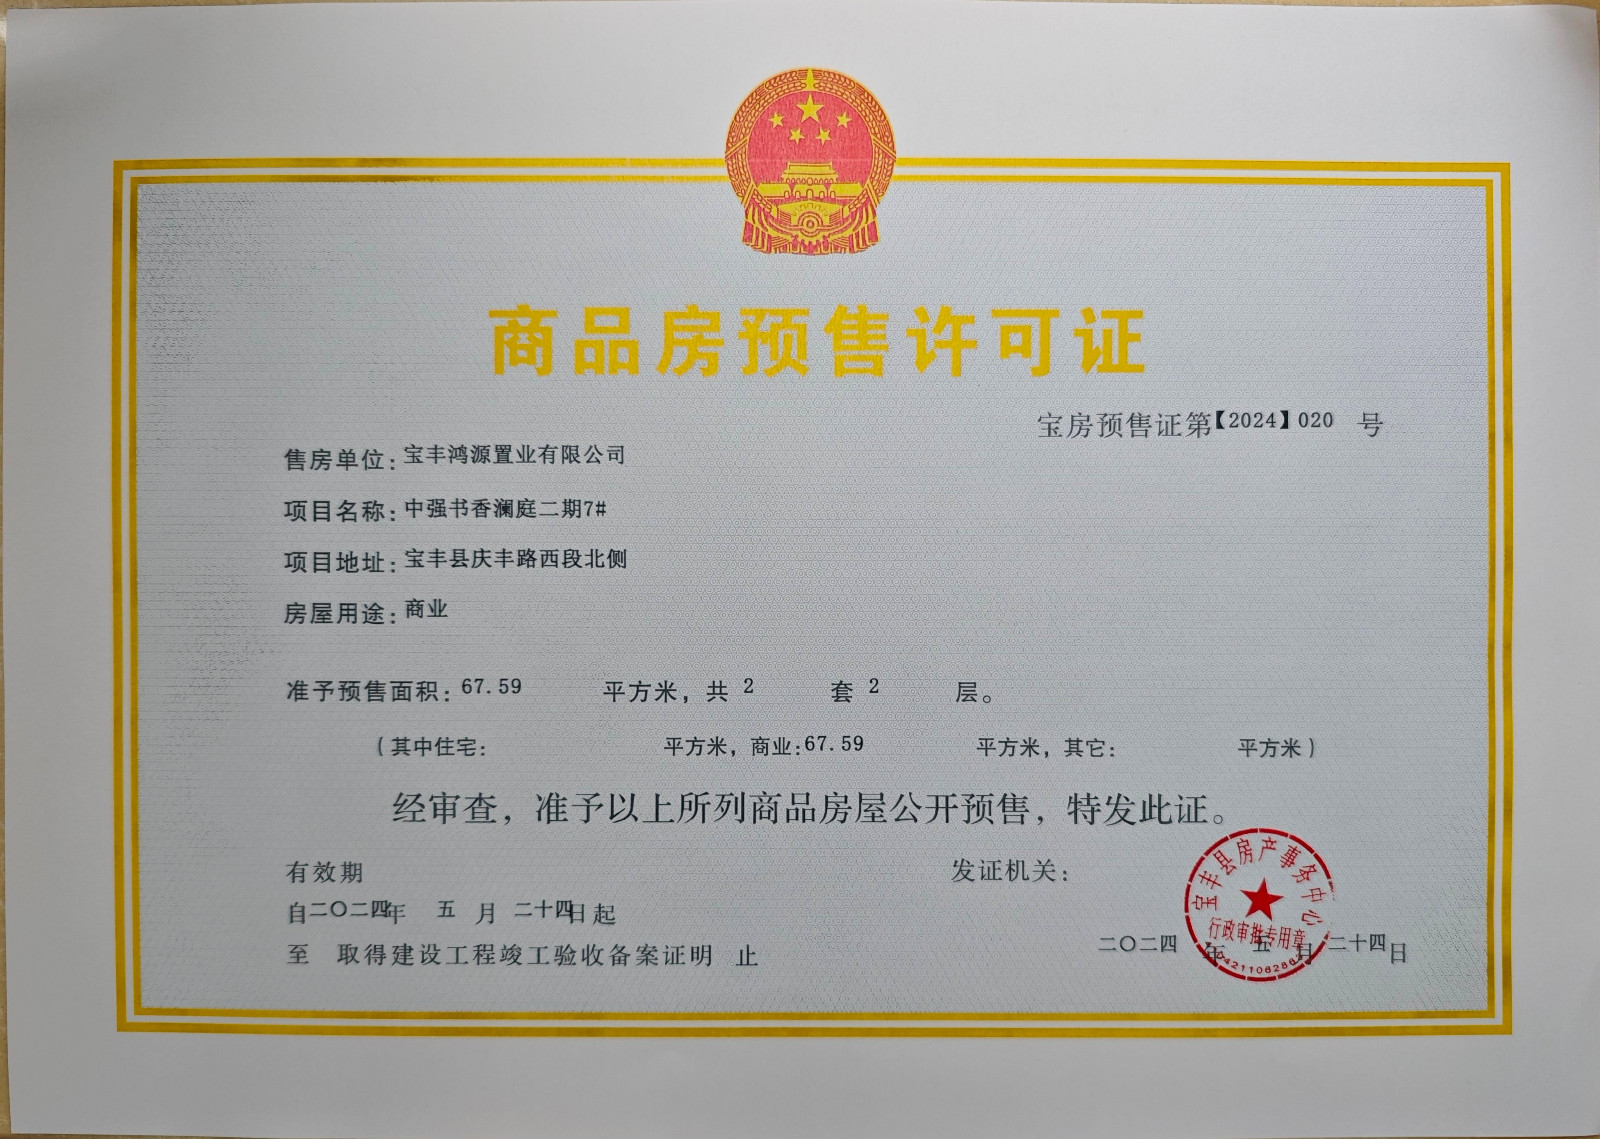 商品房预售许可证
宝房预售证第【2024】020 号
售房单位:宝丰鸿源置业有限公司
项目名称:中强书香澜庭二期7#
项目地址:宝丰县庆丰路西段北侧
房屋用途:商业
准予预售面积:67.59 平方米,共 2 套 2 层。
(其中住宅: 平方米,商业:67.59 平方米,其它: 平方米)
经审查,准予以上所列商品房屋公开预售,特发此证。
有效期
发证机关:
自二〇二四年 五 月 二十四日起
至 取得建设工程竣工验收备案证明 止
二〇二四 年 五 月 二十四日
宝丰县房产事务中心
行政审批专用章